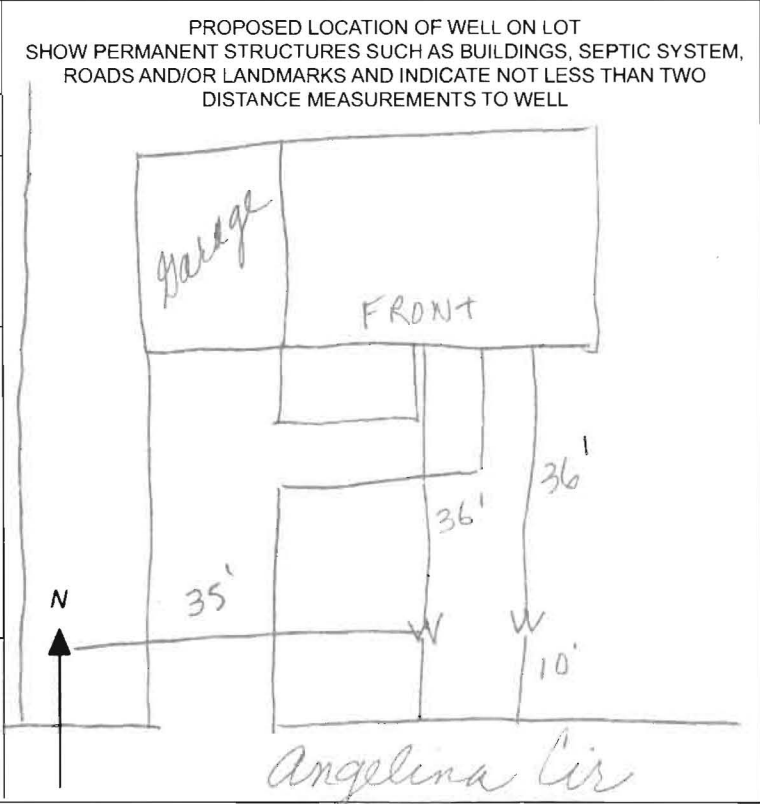 PROPOSED LOCATION OF WELL ON LOT
SHOW PERMANENT STRUCTURES SUCH AS BUILDINGS, SEPTIC SYSTEM,
ROADS AND/OR LANDMARKS AND INDICATE NOT LESS THAN TWO
DISTANCE MEASUREMENTS TO WELL
Garage
FRONT
36'
36'
35'
N
W
W
10'
Angelina Cir